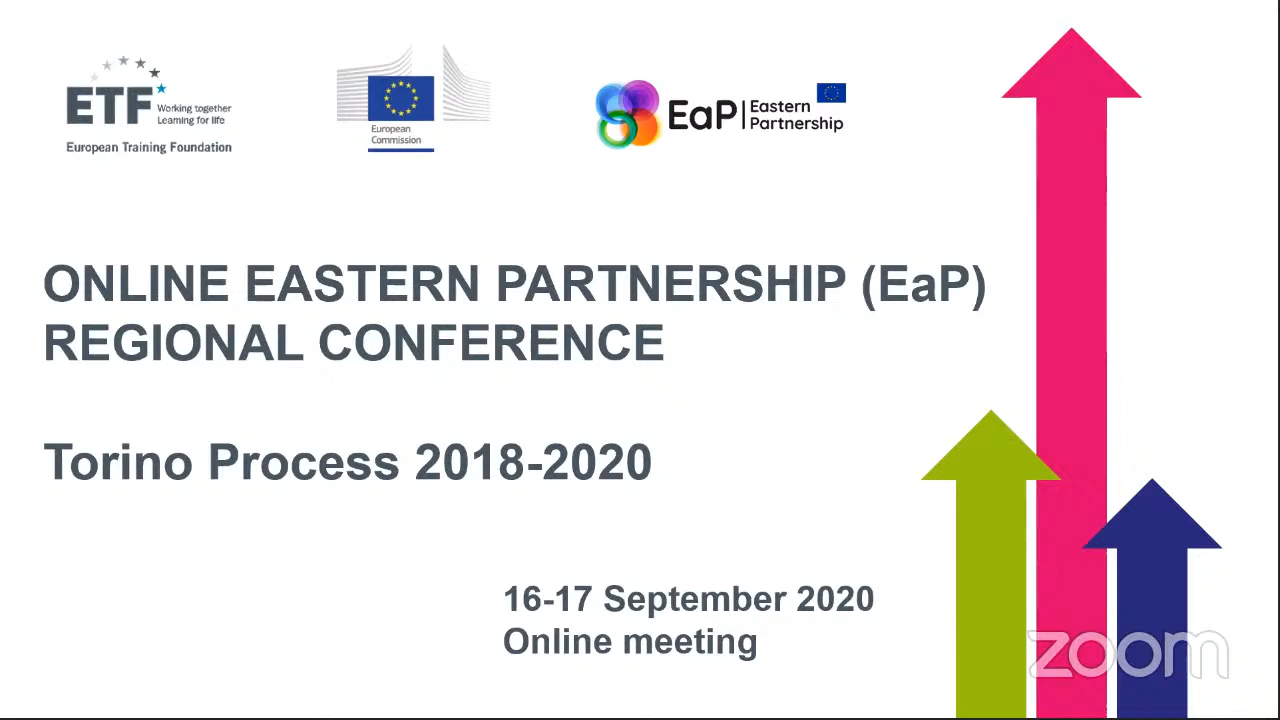 ETF Working together
Learning for life
European Training Foundation
European
Commission
EaP | Eastern
Partnership
ONLINE EASTERN PARTNERSHIP (EaP)
REGIONAL CONFERENCE
Torino Process 2018-2020
16-17 September 2020
Online meeting
zoom